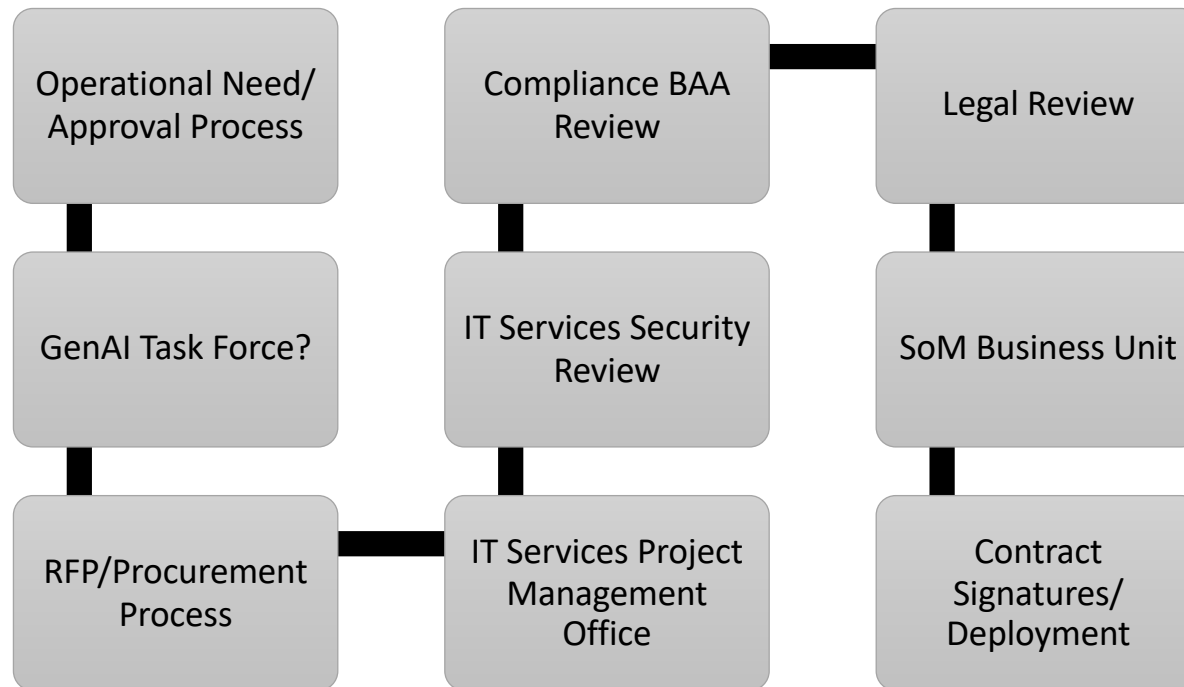 Operational Need/
Approval Process
GenAI Task Force?
RFP/Procurement
Process
IT Services Project
Management
Office
IT Services Security
Review
Compliance BAA
Review
Legal Review
SoM Business Unit
Contract
Signatures/
Deployment